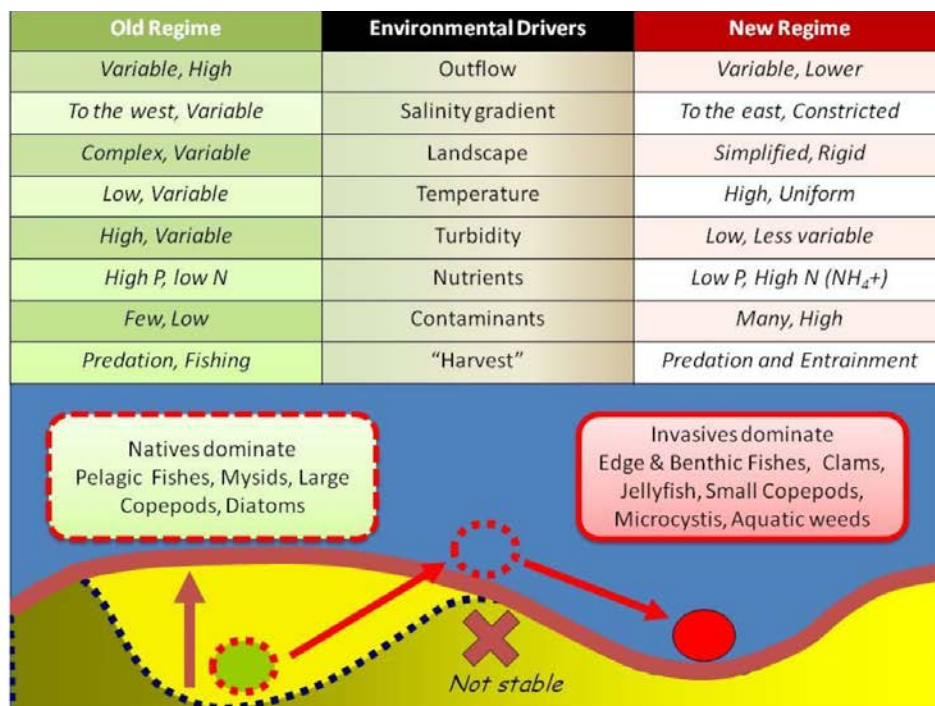 Old Regime Environmental Drivers New Regime
Variable, High Outflow Variable, Lower
To the west, Variable Salinity gradient To the east, Constricted
Complex, Variable Landscape Simplified, Rigid
Low, Variable Temperature High, Uniform
High, Variable Turbidity Low, Less variable
High P, low N Nutrients Low P, High N (NH₄+)
Few, Low Contaminants Many, High
Predation, Fishing “Harvest” Predation and Entrainment
Natives dominate
Pelagic Fishes, Mysids, Large
Copepods, Diatoms
Invasives dominate
Edge & Benthic Fishes, Clams,
Jellyfish, Small Copepods,
Microcystis, Aquatic weeds
Not stable